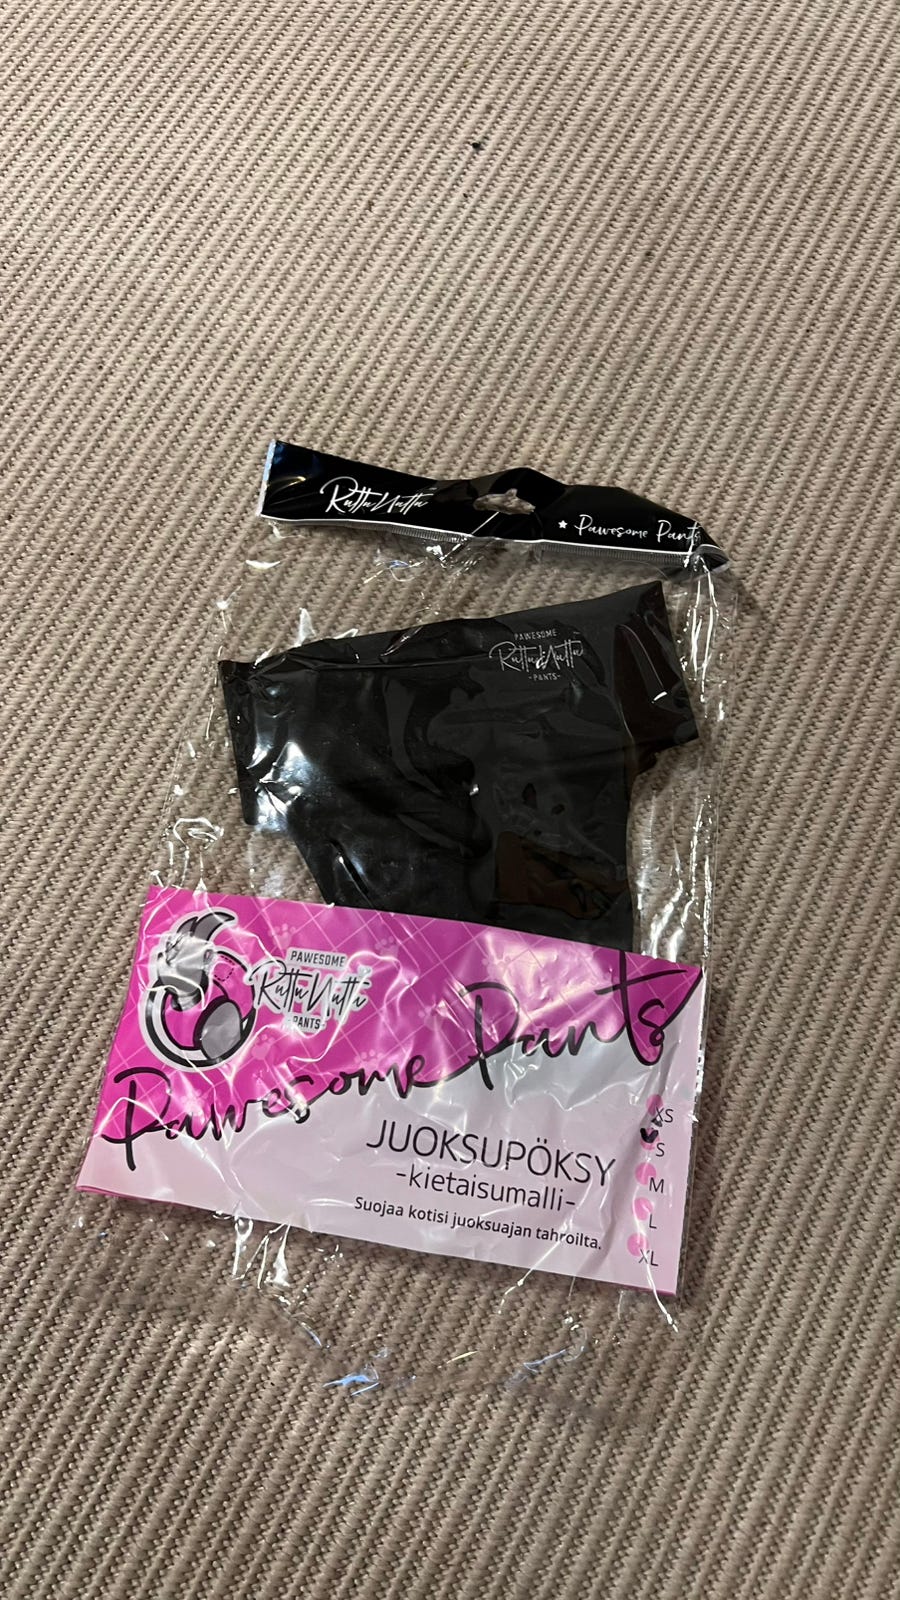 RuttuNuttu
★ Pawesome Pants
PAWESOME
RuttuNuttu
-PANTS-
PAWESOME
RuttuNuttu
-PANTS-
Pawesome Pants
JUOKSUPÖKSY
-kietaisumalli-
Suojaa kotisi juoksuajan tahroilta.
XS
S
M
L
XL